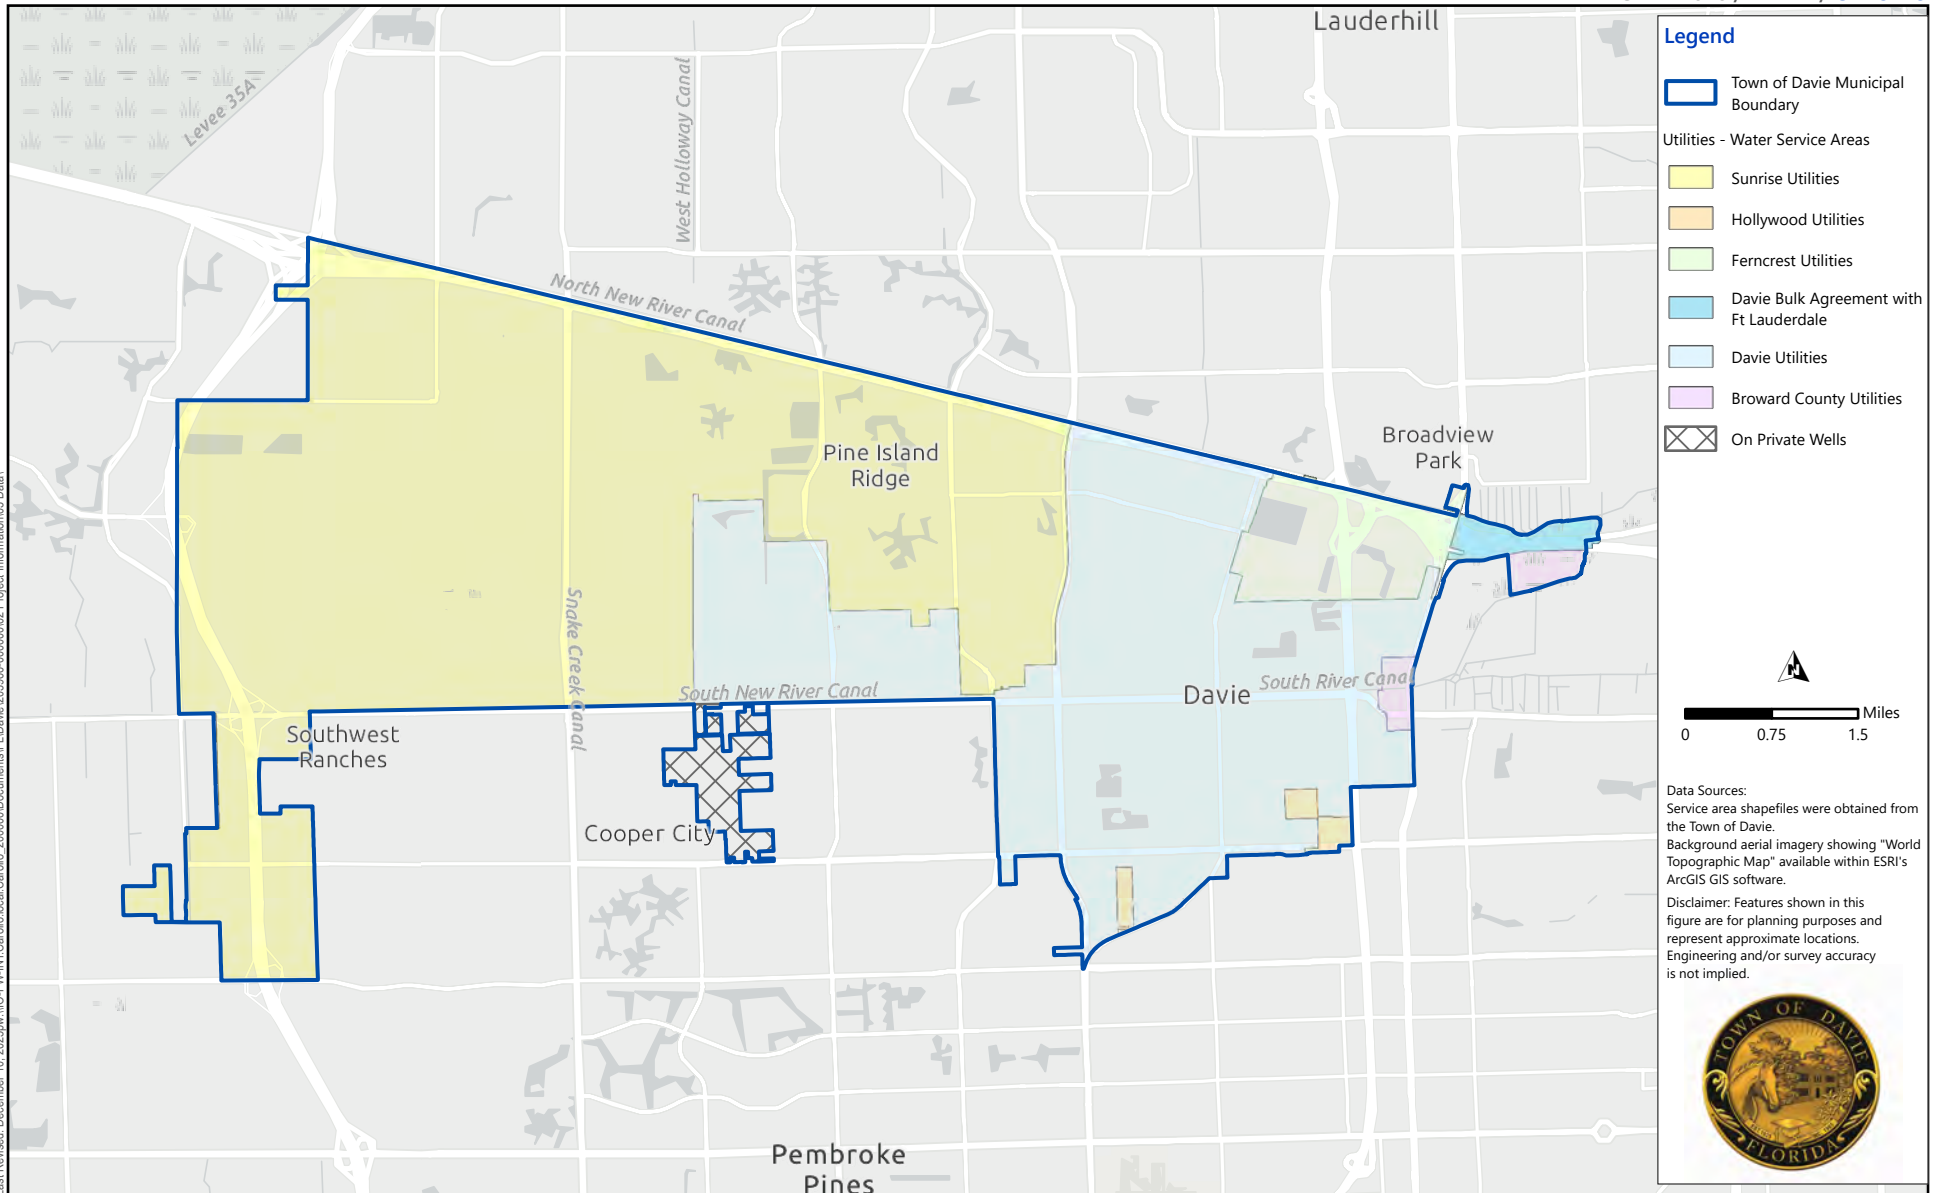 Lauderhill
Levee 35A
West Holloway Canal
North New River Canal
Pine Island
Ridge
Broadview
Park
Snake Creek Canal
South New River Canal
Davie
South River Canal
Southwest
Ranches
Cooper City
Pembroke
Pines
Legend
Town of Davie Municipal
Boundary
Utilities - Water Service Areas
Sunrise Utilities
Hollywood Utilities
Ferncrest Utilities
Davie Bulk Agreement with
Ft Lauderdale
Davie Utilities
Broward County Utilities
On Private Wells
N
Miles
0 0.75 1.5
Data Sources:
Service area shapefiles were obtained from
the Town of Davie.
Background aerial imagery showing "World
Topographic Map" available within ESRI's
ArcGIS GIS software.
Disclaimer: Features shown in this
figure are for planning purposes and
represent approximate locations.
Engineering and/or survey accuracy
is not implied.
TOWN OF DAVIE
FLORIDA